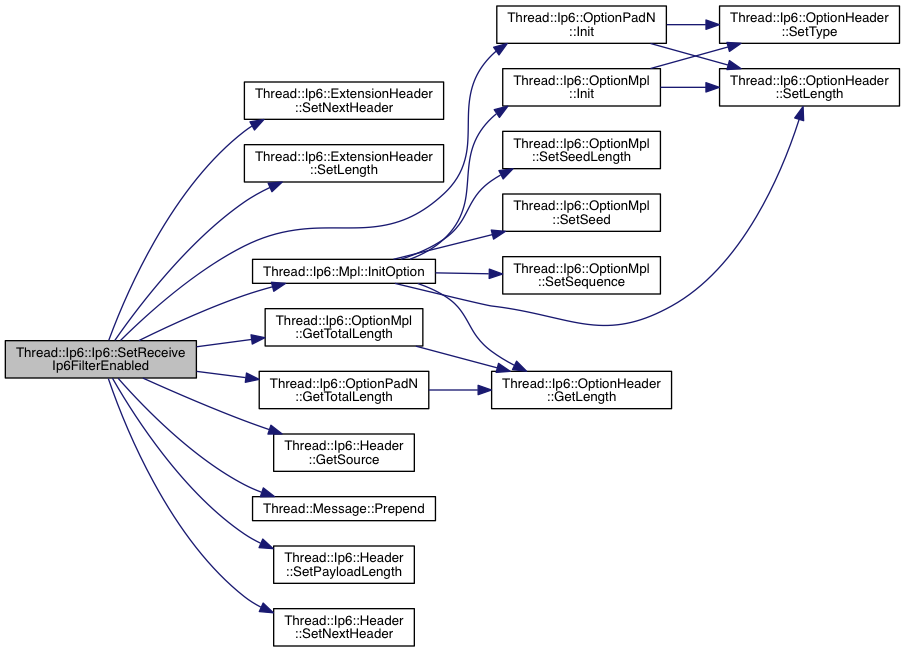 Thread::Ip6::OptionPadN
::Init
Thread::Ip6::OptionHeader
::SetType
Thread::Ip6::OptionMpl
::Init
Thread::Ip6::OptionHeader
::SetLength
Thread::Ip6::ExtensionHeader
::SetNextHeader
Thread::Ip6::OptionMpl
::SetSeedLength
Thread::Ip6::ExtensionHeader
::SetLength
Thread::Ip6::OptionMpl
::SetSeed
Thread::Ip6::Mpl::InitOption
Thread::Ip6::OptionMpl
::SetSequence
Thread::Ip6::OptionMpl
::GetTotalLength
Thread::Ip6::Ip6::SetReceive
Ip6FilterEnabled
Thread::Ip6::OptionPadN
::GetTotalLength
Thread::Ip6::OptionHeader
::GetLength
Thread::Ip6::Header
::GetSource
Thread::Message::Prepend
Thread::Ip6::Header
::SetPayloadLength
Thread::Ip6::Header
::SetNextHeader